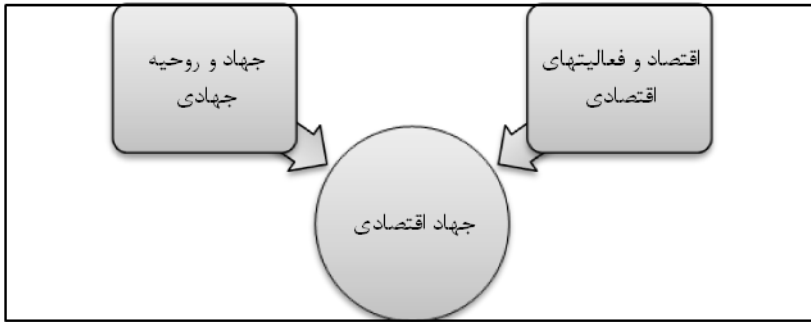 اقتصاد و فعالیتهای
اقتصادی
جهاد و روحیه
جهادی
جهاد اقتصادی